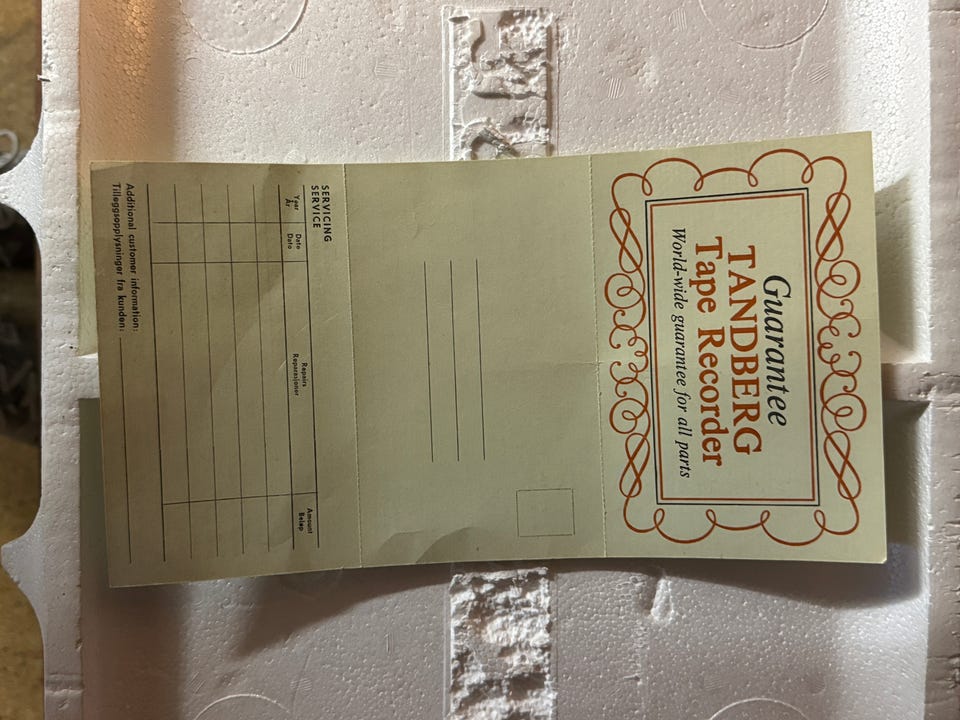 Guarantee
TANDBERG
Tape Recorder
World-wide guarantee for all parts
SERVICING
SERVICE
Year Date Repairs Amount
År Dato Reparasjoner Beløp
Additional customer information:
Tilleggsopplysninger fra kunden: